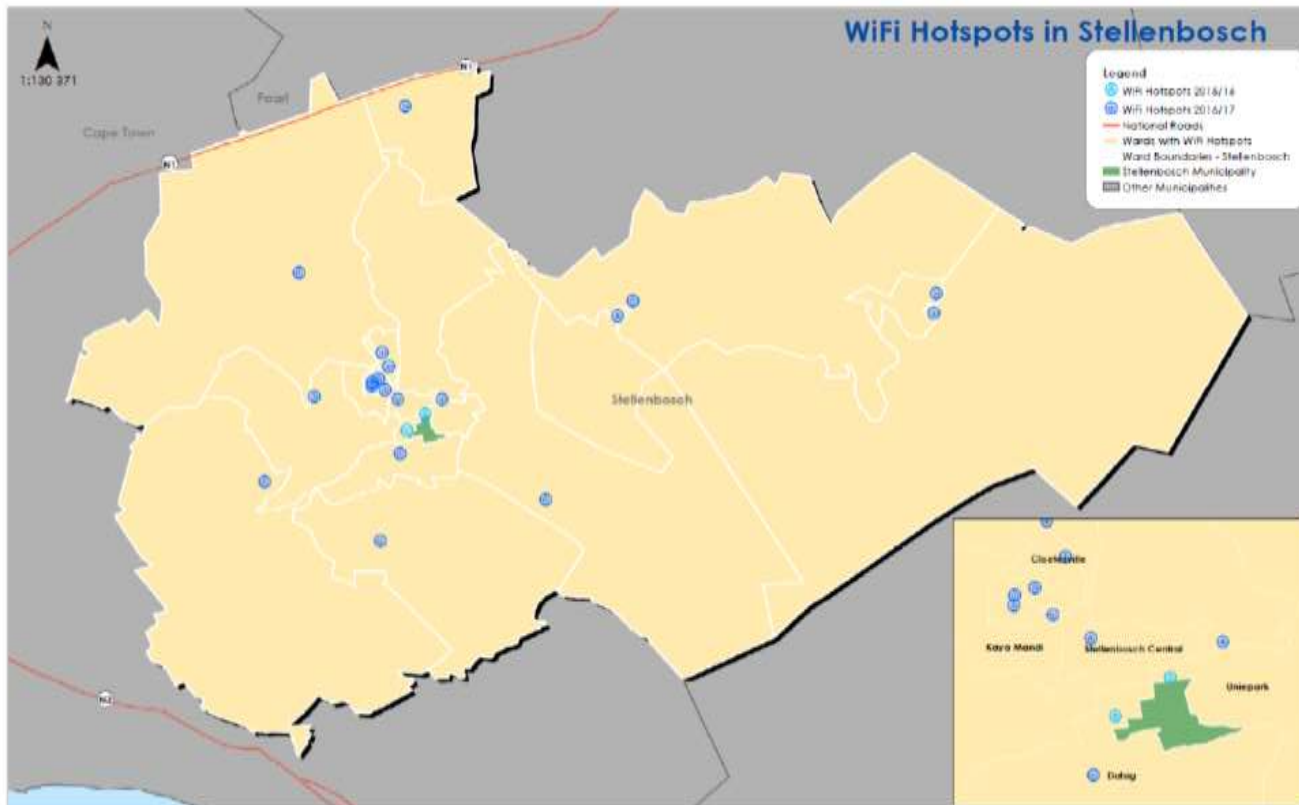 WiFi Hotspots in Stellenbosch
N
1:130 371
Legend
WiFi Hotspots 2015/16
WiFi Hotspots 2016/17
National Roads
Wards with WiFi Hotspots
Ward Boundaries - Stellenbosch
Stellenbosch Municipality
Other Municipalities
N1
Paarl
Cape Town
N1
Stellenbosch
N2
Cloetesville
Kaya Mandi
Stellenbosch Central
Uniepark